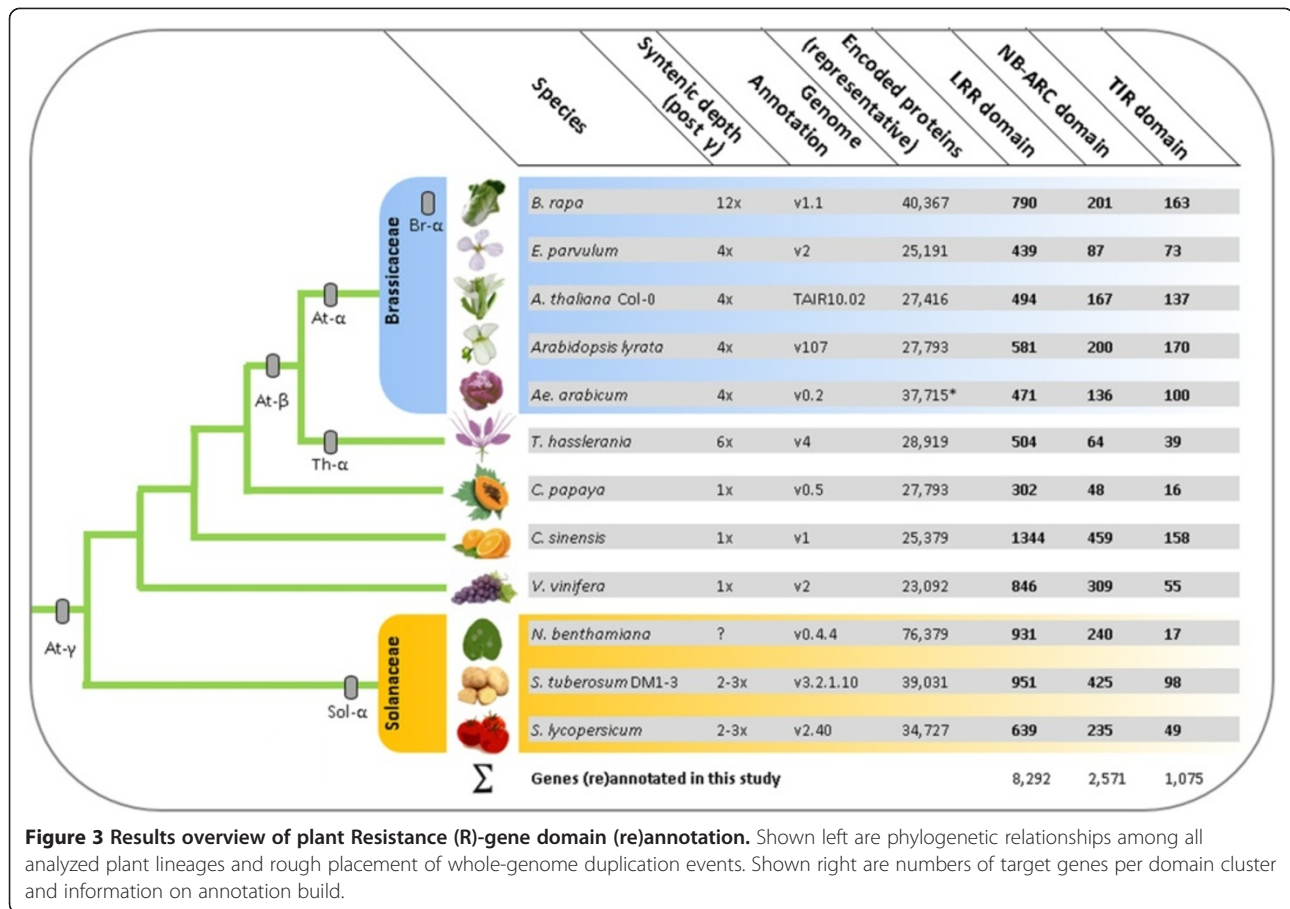 Species
Syntenic depth
(post γ)
Genome
Annotation
Encoded proteins
(representative)
LRR domain
NB-ARC domain
TIR domain
Brassicaceae
Br-α
At-α
At-β
Th-α
At-γ
Sol-α
Solanaceae
B. rapa 12x v1.1 40,367 790 201 163
E. parvulum 4x v2 25,191 439 87 73
A. thaliana Col-0 4x TAIR10.02 27,416 494 167 137
Arabidopsis lyrata 4x v107 27,793 581 200 170
Ae. arabicum 4x v0.2 37,715* 471 136 100
T. hasslerania 6x v4 28,919 504 64 39
C. papaya 1x v0.5 27,793 302 48 16
C. sinensis 1x v1 25,379 1344 459 158
V. vinifera 1x v2 23,092 846 309 55
N. benthamiana ? v0.4.4 76,379 931 240 17
S. tuberosum DM1-3 2-3x v3.2.1.10 39,031 951 425 98
S. lycopersicum 2-3x v2.40 34,727 639 235 49
Σ Genes (re)annotated in this study 8,292 2,571 1,075
Figure 3 Results overview of plant Resistance (R)-gene domain (re)annotation. Shown left are phylogenetic relationships among all
analyzed plant lineages and rough placement of whole-genome duplication events. Shown right are numbers of target genes per domain cluster
and information on annotation build.